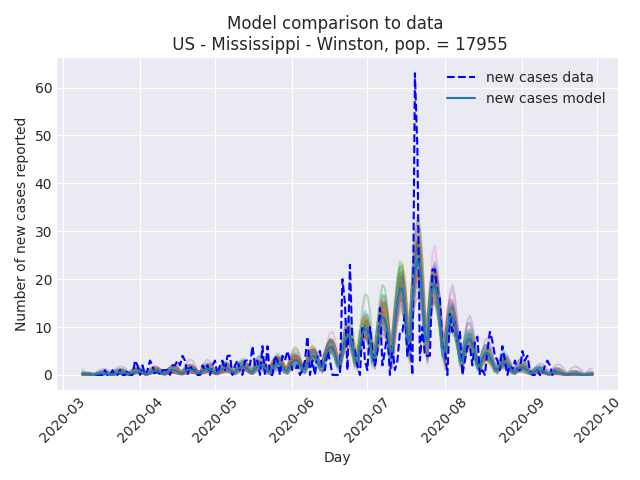 Model comparison to data
US - Mississippi - Winston, pop. = 17955
new cases data
new cases model
Number of new cases reported
60
50
40
30
20
10
0
2020-03
2020-04
2020-05
2020-06
2020-07
2020-08
2020-09
2020-10
Day